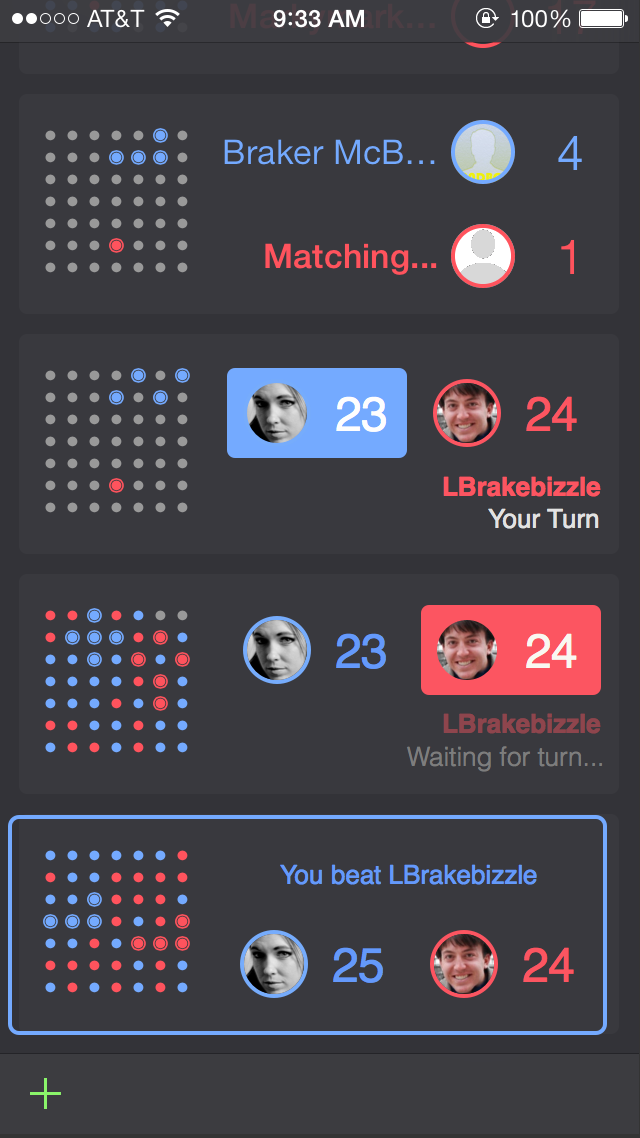 AT&T 9:33 AM 100%
Braker McB... 4
Matching... 1
23 24
LBrakebizzle
Your Turn
23 24
LBrakebizzle
Waiting for turn...
You beat LBrakebizzle
25 24